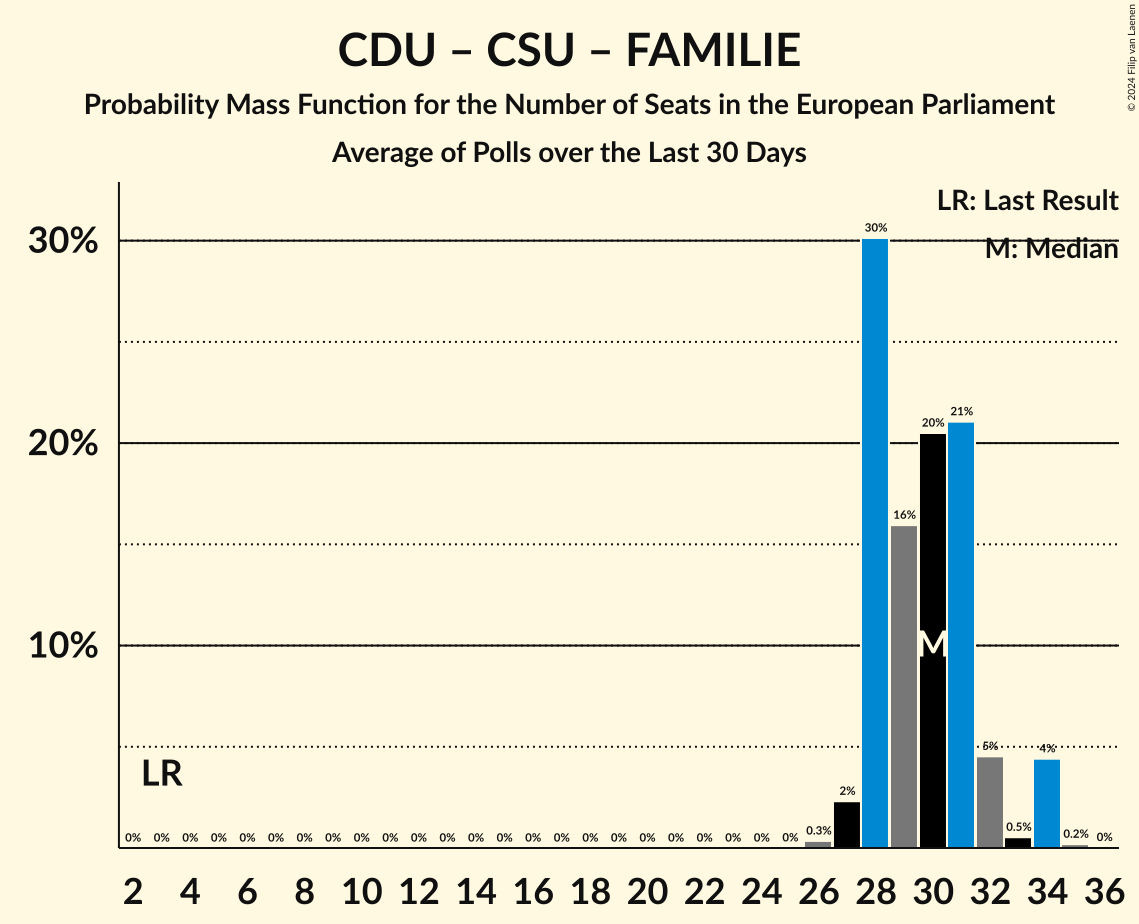 CDU – CSU – FAMILIE
Probability Mass Function for the Number of Seats in the European Parliament
Average of Polls over the Last 30 Days
© 2024 Filip van Laenen
LR: Last Result
M: Median
30%
20%
10%
30%
21%
20%
16%
M
5%
4%
LR
2%
0% 0% 0% 0% 0% 0% 0% 0% 0% 0% 0% 0% 0% 0% 0% 0% 0% 0% 0% 0% 0% 0% 0% 0% 0.3% 0.5% 0.2% 0%
2 4 6 8 10 12 14 16 18 20 22 24 26 28 30 32 34 36